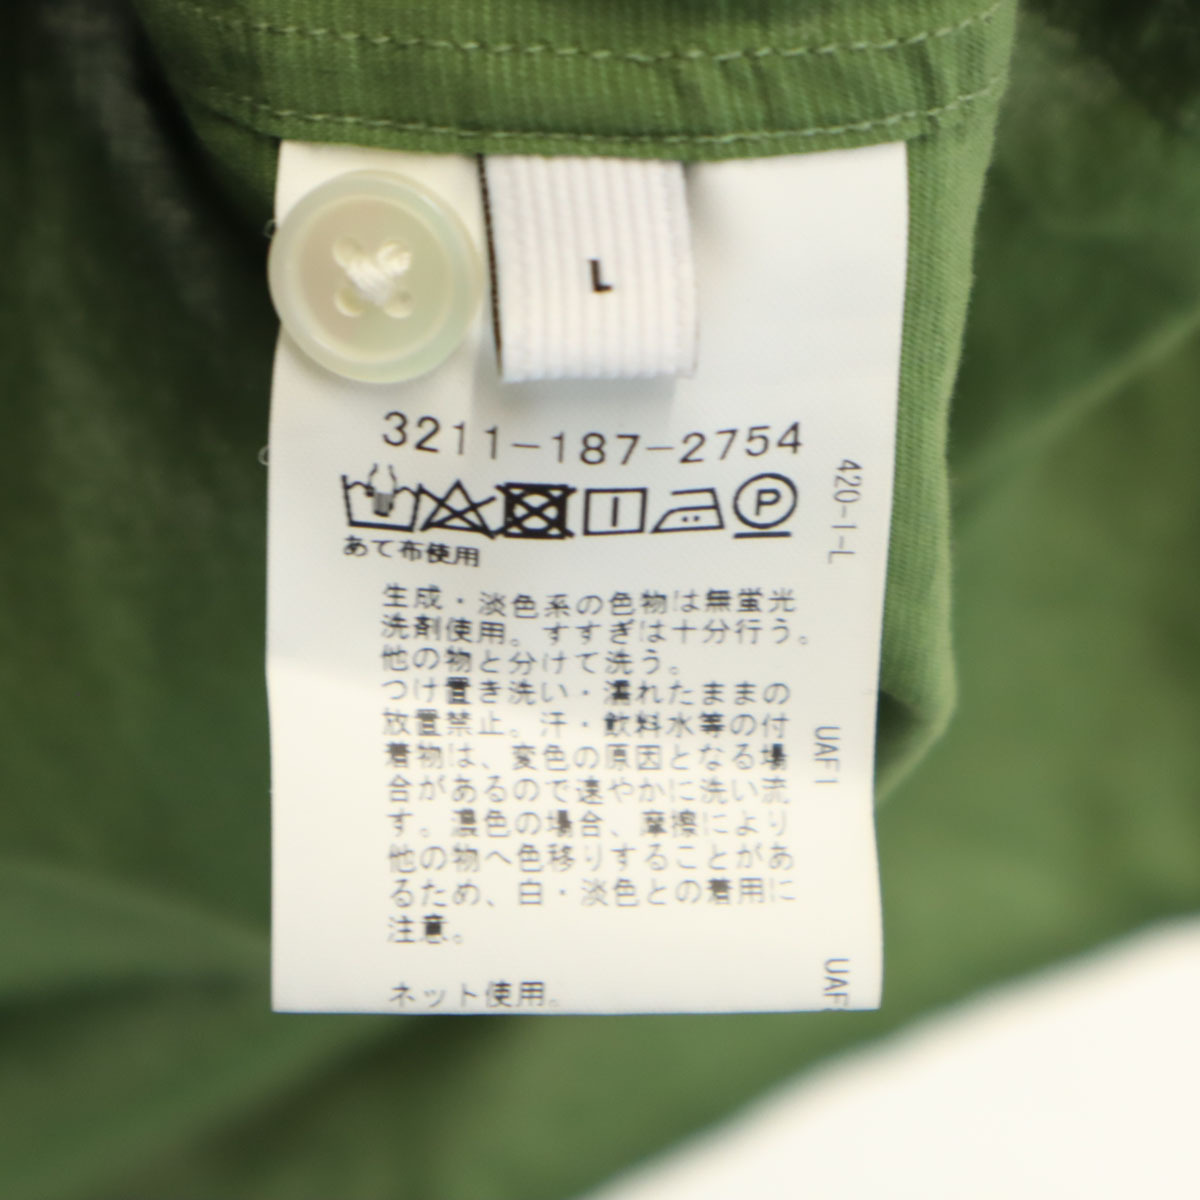 L
3211-187-2754
P
あて布使用
生成・淡色系の色物は無蛍光
洗剤使用。すすぎは十分行う。
他の物と分けて洗う。
つけ置き洗い・濡れたままの
放置禁止。汗・飲料水等の付
着物は、変色の原因となる場
合があるので速やかに洗い流
す。濃色の場合、摩擦により
他の物へ色移りすることがあ
るため、白・淡色との着用に
注意。
ネット使用。
420-1-L
UAF1
UAF